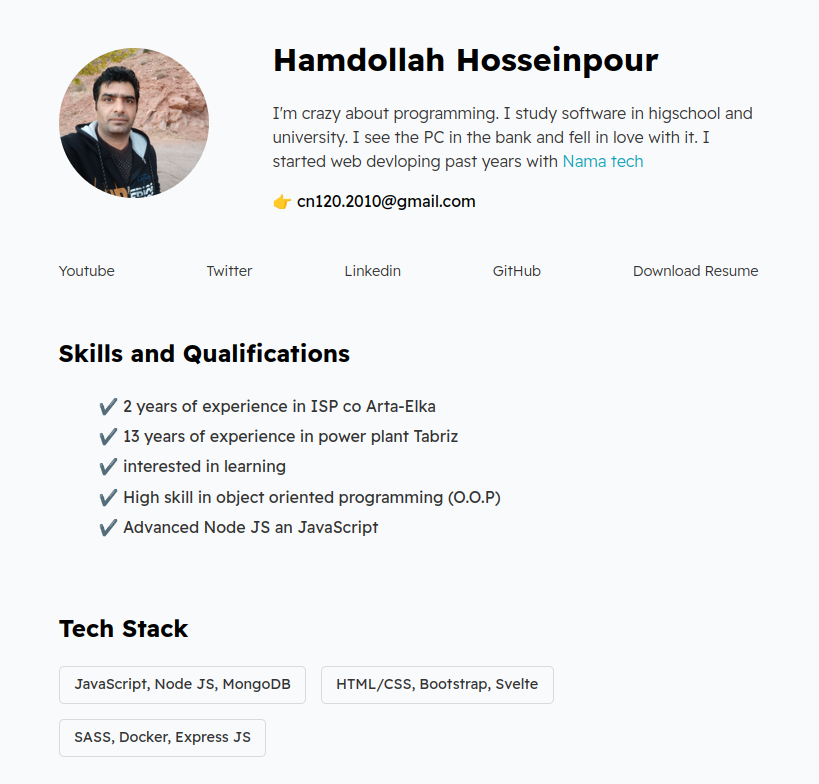 Hamdollah Hosseinpour
I'm crazy about programming. I study software in higschool and
university. I see the PC in the bank and fell in love with it. I
started web devloping past years with Nama tech
👉 cn120.2010@gmail.com
Youtube Twitter Linkedin GitHub Download Resume
Skills and Qualifications
✔️ 2 years of experience in ISP co Arta-Elka
✔️ 13 years of experience in power plant Tabriz
✔️ interested in learning
✔️ High skill in object oriented programming (O.O.P)
✔️ Advanced Node JS an JavaScript
Tech Stack
JavaScript, Node JS, MongoDB HTML/CSS, Bootstrap, Svelte
SASS, Docker, Express JS